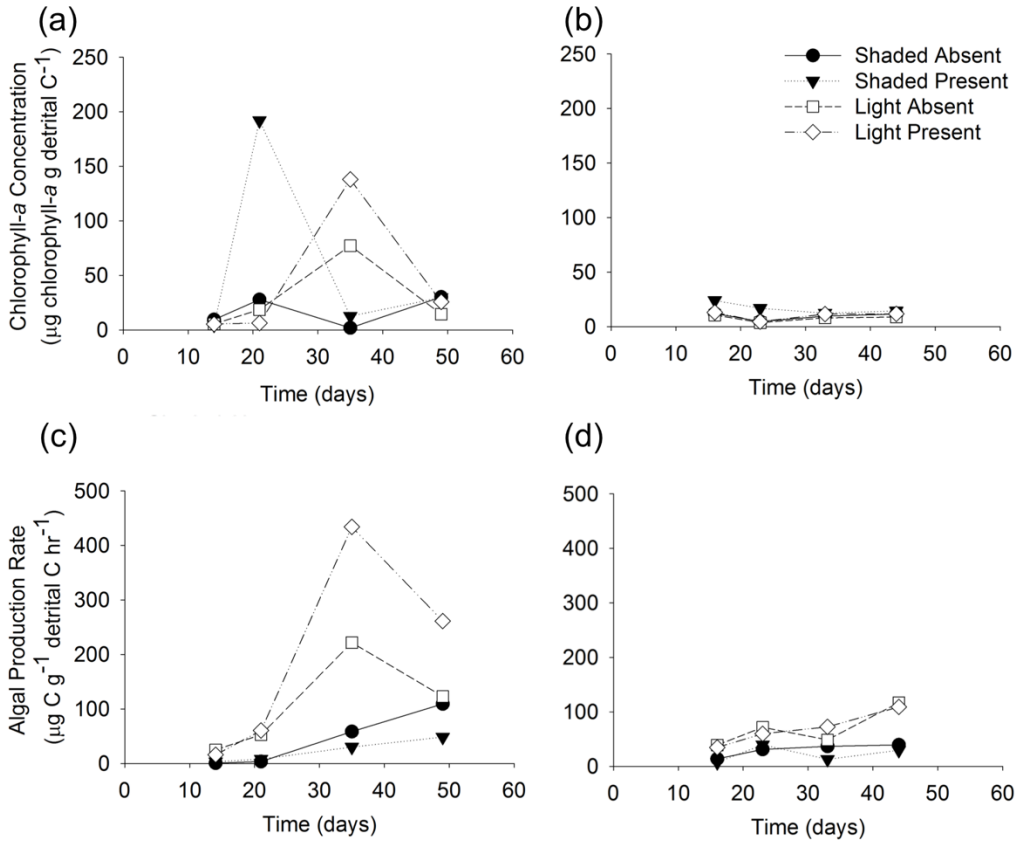 (a)
Chlorophyll-a Concentration
(μg chlorophyll-a g detrital C⁻¹)
250
200
150
100
50
0
0 10 20 30 40 50 60
Time (days)
(b)
250
200
150
100
50
0
0 10 20 30 40 50 60
Time (days)
Shaded Absent
Shaded Present
Light Absent
Light Present
(c)
Algal Production Rate
(μg C g⁻¹ detrital C hr⁻¹)
500
400
300
200
100
0
0 10 20 30 40 50 60
Time (days)
(d)
500
400
300
200
100
0
0 10 20 30 40 50 60
Time (days)